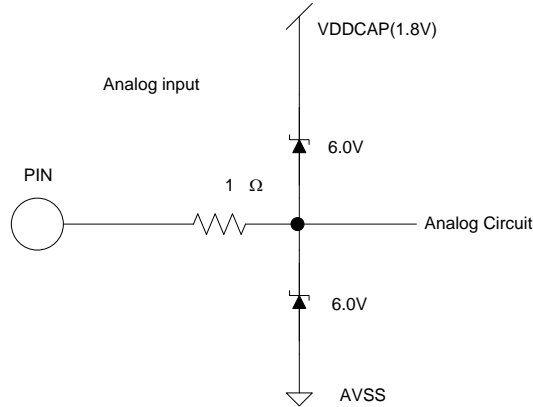 VDDCAP(1.8V)
Analog input
6.0V
PIN
1 Ω
Analog Circuit
6.0V
AVSS